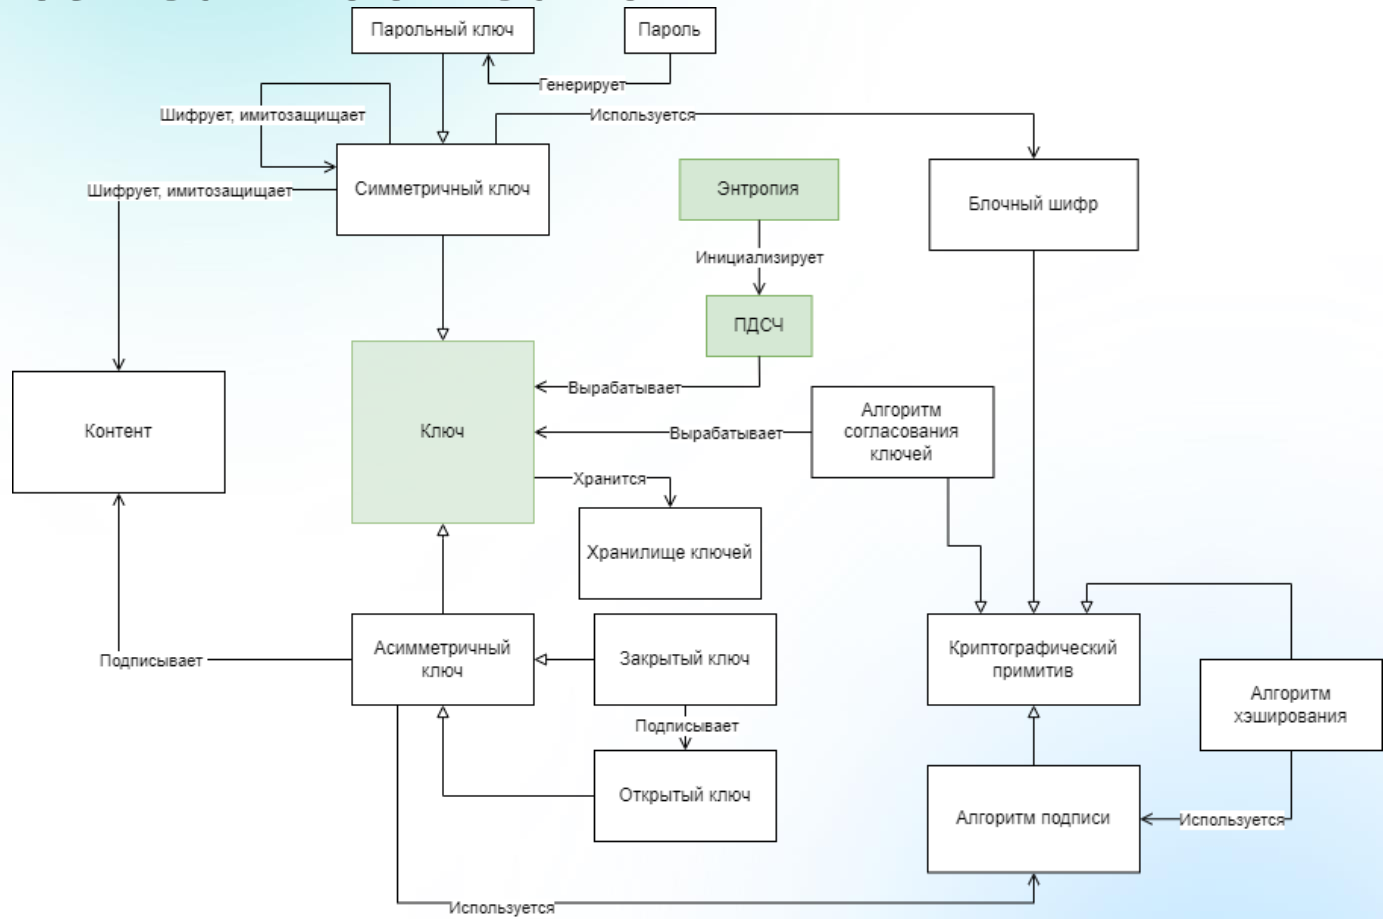 Парольный ключ
Пароль
Генерирует
Шифрует, имитозащищает
Используется
Шифрует, имитозащищает
Симметричный ключ
Энтропия
Блочный шифр
Инициализирует
ПДСЧ
Вырабатывает
Контент
Ключ
Вырабатывает
Алгоритм
согласования
ключей
Хранится
Хранилище ключей
Подписывает
Асимметричный
ключ
Закрытый ключ
Криптографический
примитив
Алгоритм
хэширования
Подписывает
Открытый ключ
Алгоритм подписи
Используется
Используется